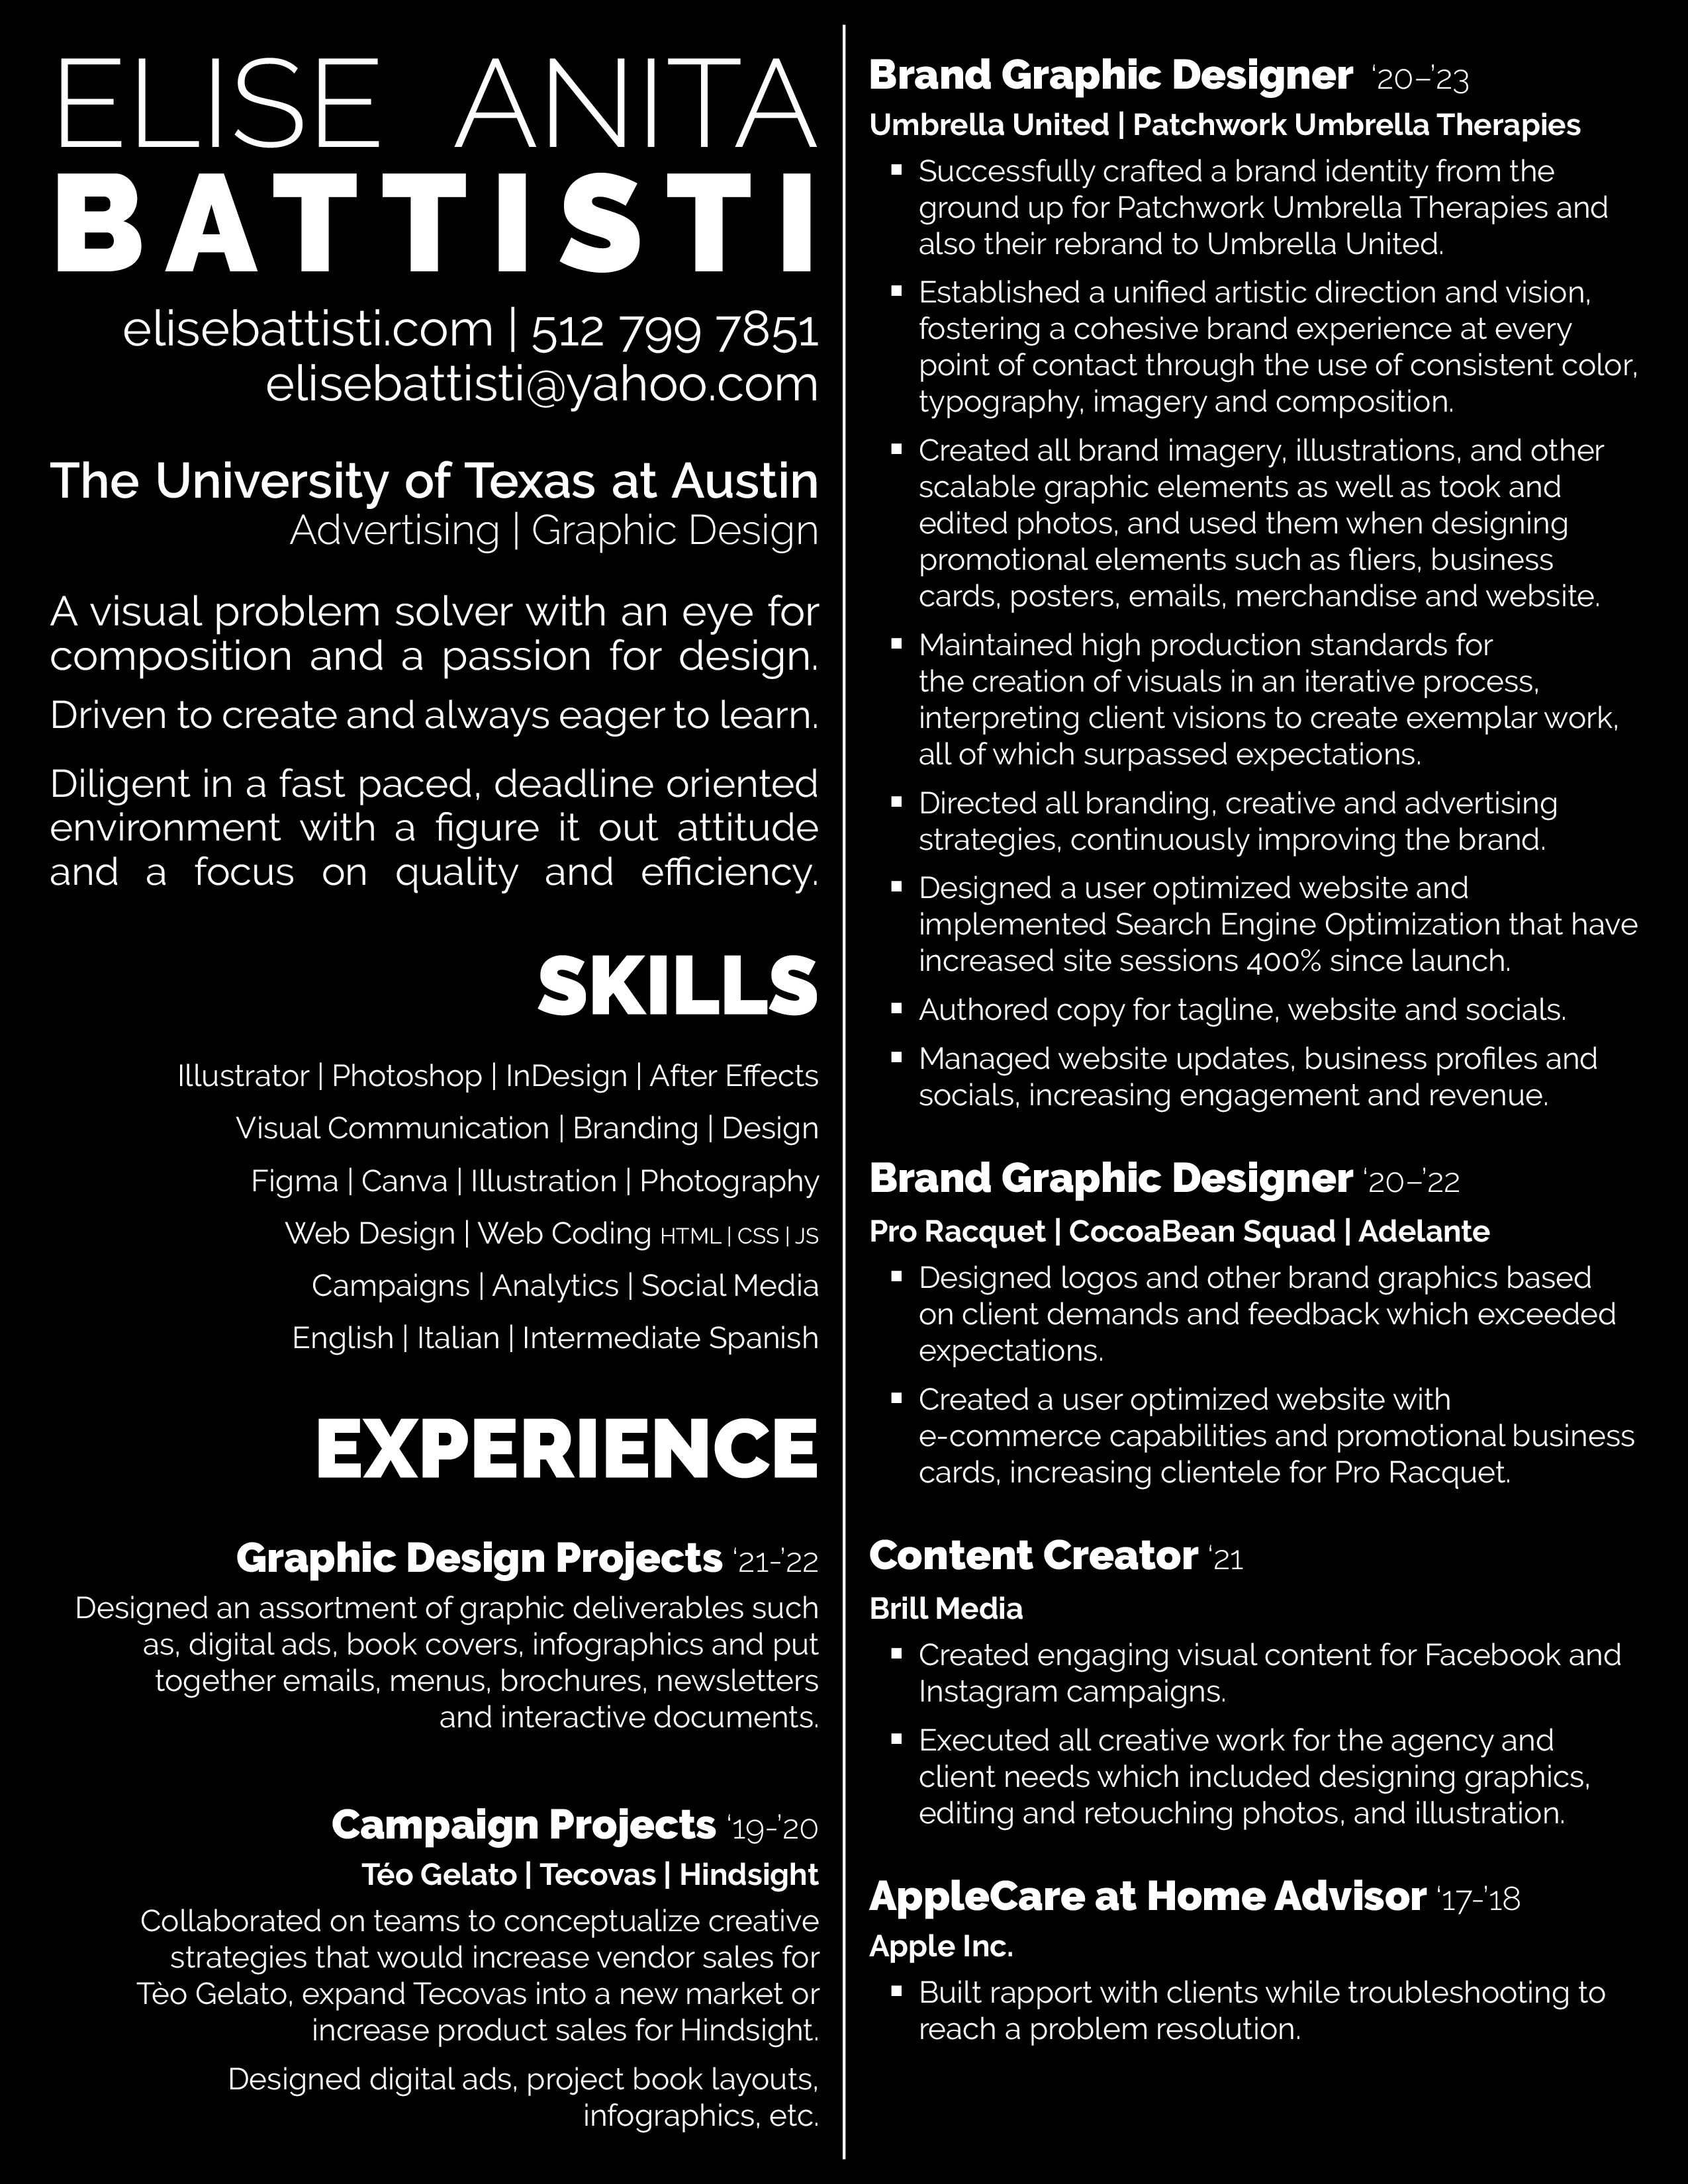 ELISE ANITA
BATTISTI
elisebattisti.com | 512 799 7851
elisebattisti@yahoo.com
The University of Texas at Austin
Advertising | Graphic Design
A visual problem solver with an eye for
composition and a passion for design.
Driven to create and always eager to learn.
Diligent in a fast paced, deadline oriented
environment with a figure it out attitude
and a focus on quality and efficiency.
SKILLS
Illustrator | Photoshop | InDesign | After Effects
Visual Communication | Branding | Design
Figma | Canva | Illustration | Photography
Web Design | Web Coding HTML | CSS | JS
Campaigns | Analytics | Social Media
English | Italian | Intermediate Spanish
EXPERIENCE
Graphic Design Projects ‘21-’22
Designed an assortment of graphic deliverables such
as, digital ads, book covers, infographics and put
together emails, menus, brochures, newsletters
and interactive documents.
Campaign Projects ‘19-’20
Téo Gelato | Tecovas | Hindsight
Collaborated on teams to conceptualize creative
strategies that would increase vendor sales for
Tèo Gelato, expand Tecovas into a new market or
increase product sales for Hindsight.
Designed digital ads, project book layouts,
infographics, etc.
Brand Graphic Designer ‘20–’23
Umbrella United | Patchwork Umbrella Therapies
▪ Successfully crafted a brand identity from the
ground up for Patchwork Umbrella Therapies and
also their rebrand to Umbrella United.
▪ Established a unified artistic direction and vision,
fostering a cohesive brand experience at every
point of contact through the use of consistent color,
typography, imagery and composition.
▪ Created all brand imagery, illustrations, and other
scalable graphic elements as well as took and
edited photos, and used them when designing
promotional elements such as fliers, business
cards, posters, emails, merchandise and website.
▪ Maintained high production standards for
the creation of visuals in an iterative process,
interpreting client visions to create exemplar work,
all of which surpassed expectations.
▪ Directed all branding, creative and advertising
strategies, continuously improving the brand.
▪ Designed a user optimized website and
implemented Search Engine Optimization that have
increased site sessions 400% since launch.
▪ Authored copy for tagline, website and socials.
▪ Managed website updates, business profiles and
socials, increasing engagement and revenue.
Brand Graphic Designer ‘20–’22
Pro Racquet | CocoaBean Squad | Adelante
▪ Designed logos and other brand graphics based
on client demands and feedback which exceeded
expectations.
▪ Created a user optimized website with
e-commerce capabilities and promotional business
cards, increasing clientele for Pro Racquet.
Content Creator ‘21
Brill Media
▪ Created engaging visual content for Facebook and
Instagram campaigns.
▪ Executed all creative work for the agency and
client needs which included designing graphics,
editing and retouching photos, and illustration.
AppleCare at Home Advisor ‘17-’18
Apple Inc.
▪ Built rapport with clients while troubleshooting to
reach a problem resolution.